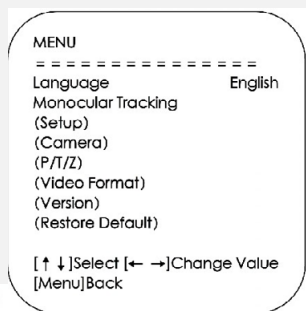 MENU
= = = = = = = = = = = = = = =
Language English
Monocular Tracking
(Setup)
(Camera)
(P/T/Z)
(Video Format)
(Version)
(Restore Default)
[↑ ↓]Select [← →]Change Value
[Menu]Back